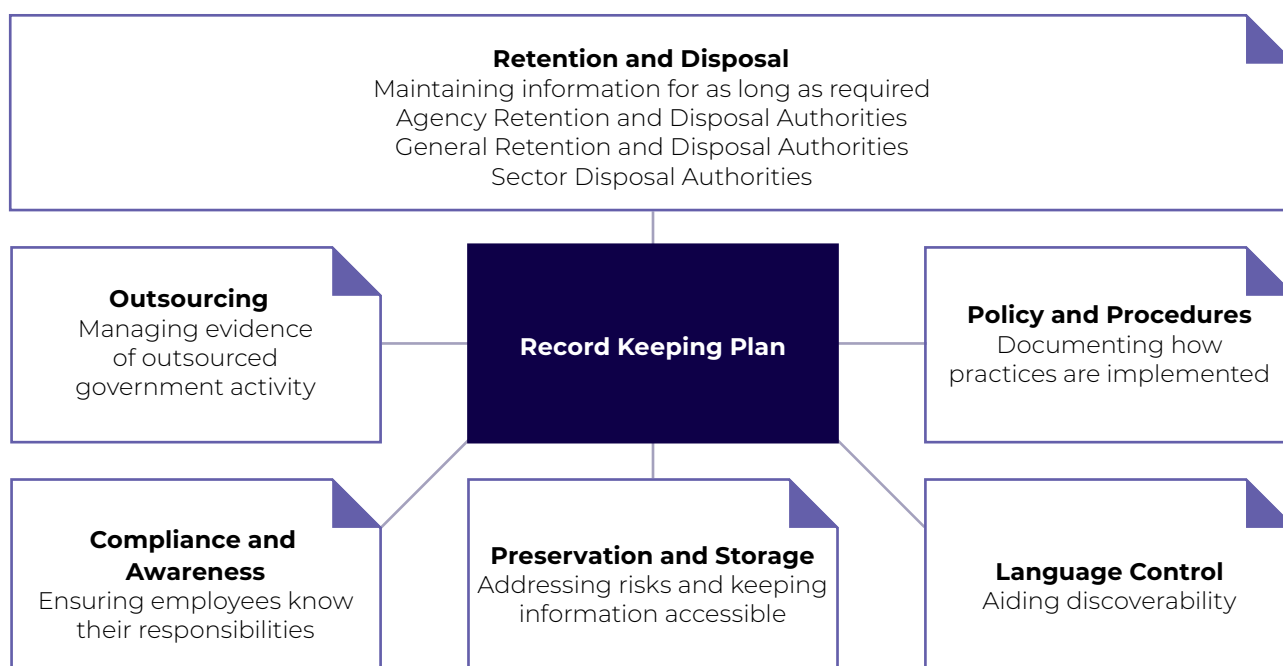 Retention and Disposal
Maintaining information for as long as required
Agency Retention and Disposal Authorities
General Retention and Disposal Authorities
Sector Disposal Authorities
Outsourcing
Managing evidence
of outsourced
government activity
Record Keeping Plan
Policy and Procedures
Documenting how
practices are implemented
Compliance and
Awareness
Ensuring employees know
their responsibilities
Preservation and Storage
Addressing risks and keeping
information accessible
Language Control
Aiding discoverability